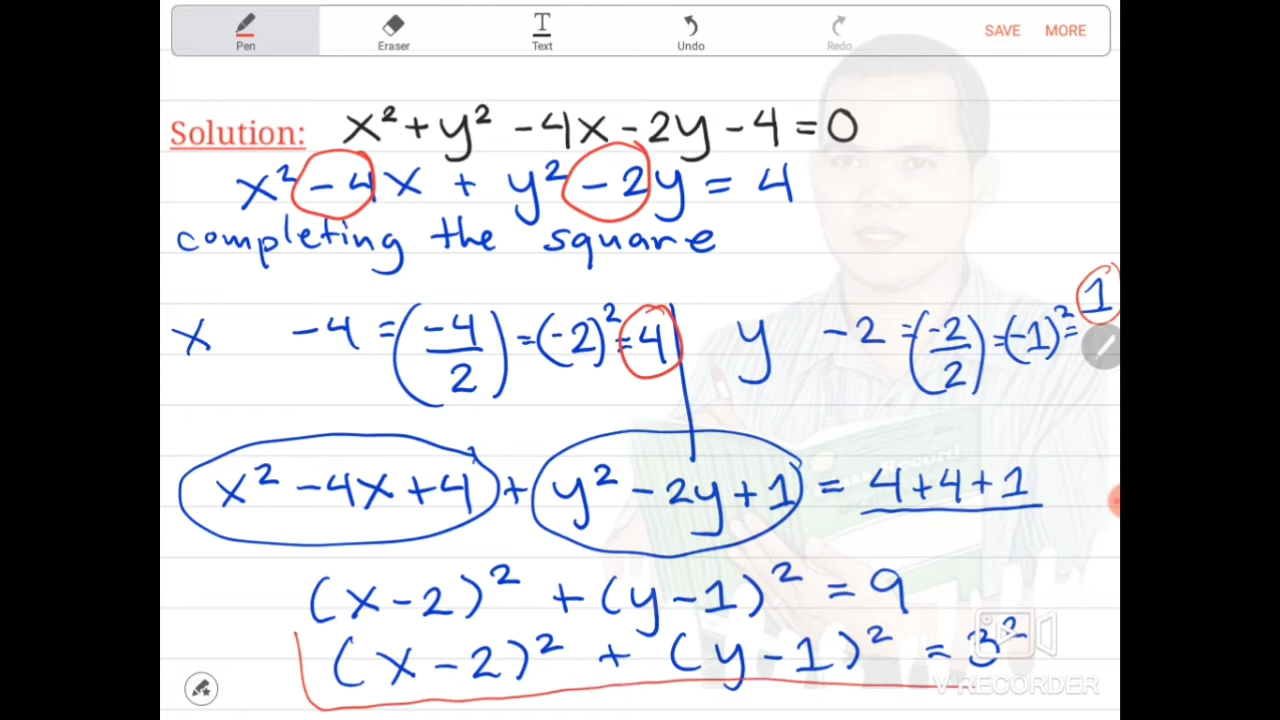 Pen Eraser Text Undo Redo SAVE MORE
Solution: x² + y² - 4x - 2y - 4 = 0
x² - 4x + y² - 2y = 4
completing the square
x -4 = (-4/2) = (-2)² = 4 y -2 = (-2/2) = (-1)² = 1
x² - 4x + 4 + y² - 2y + 1 = 4 + 4 + 1
(x - 2)² + (y - 1)² = 9
(x - 2)² + (y - 1)² = 3²
V RECORDER